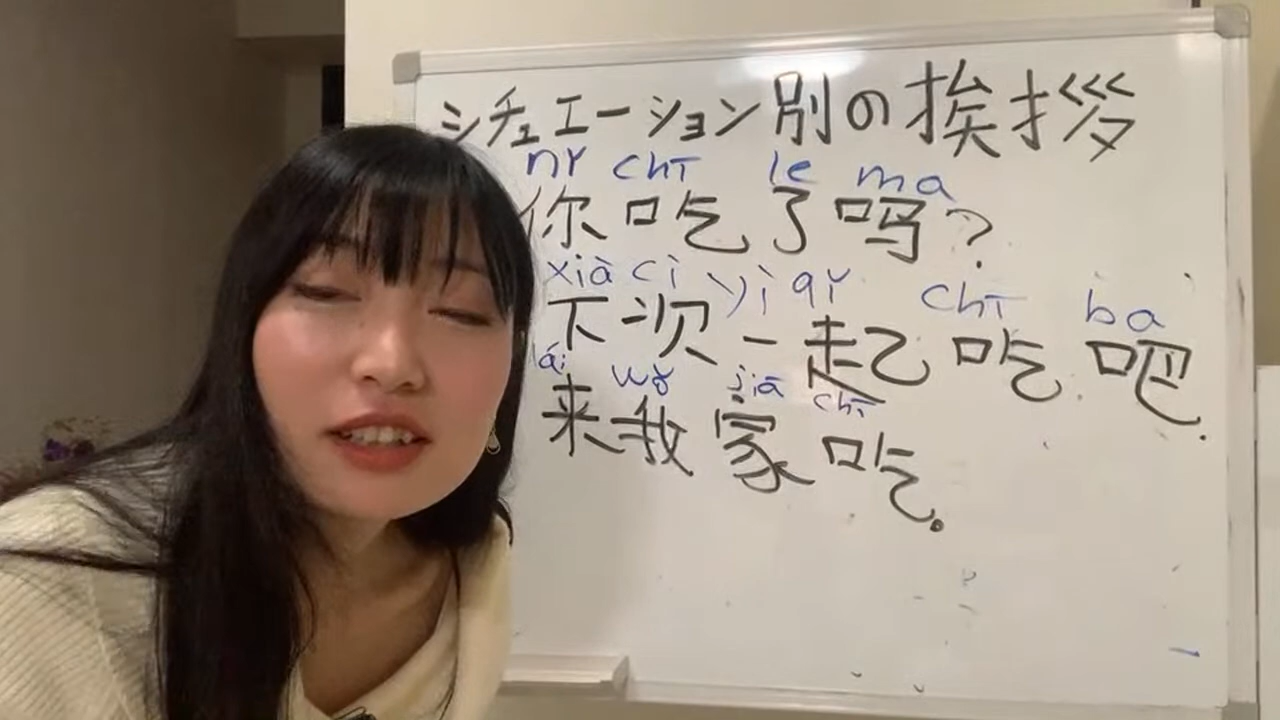 シチュエーション別の挨拶
nǐ chī le ma
你吃了吗?
xià cì yì qǐ chī ba
下次一起吃吧.
lái wǒ jiā chī
来我家吃。